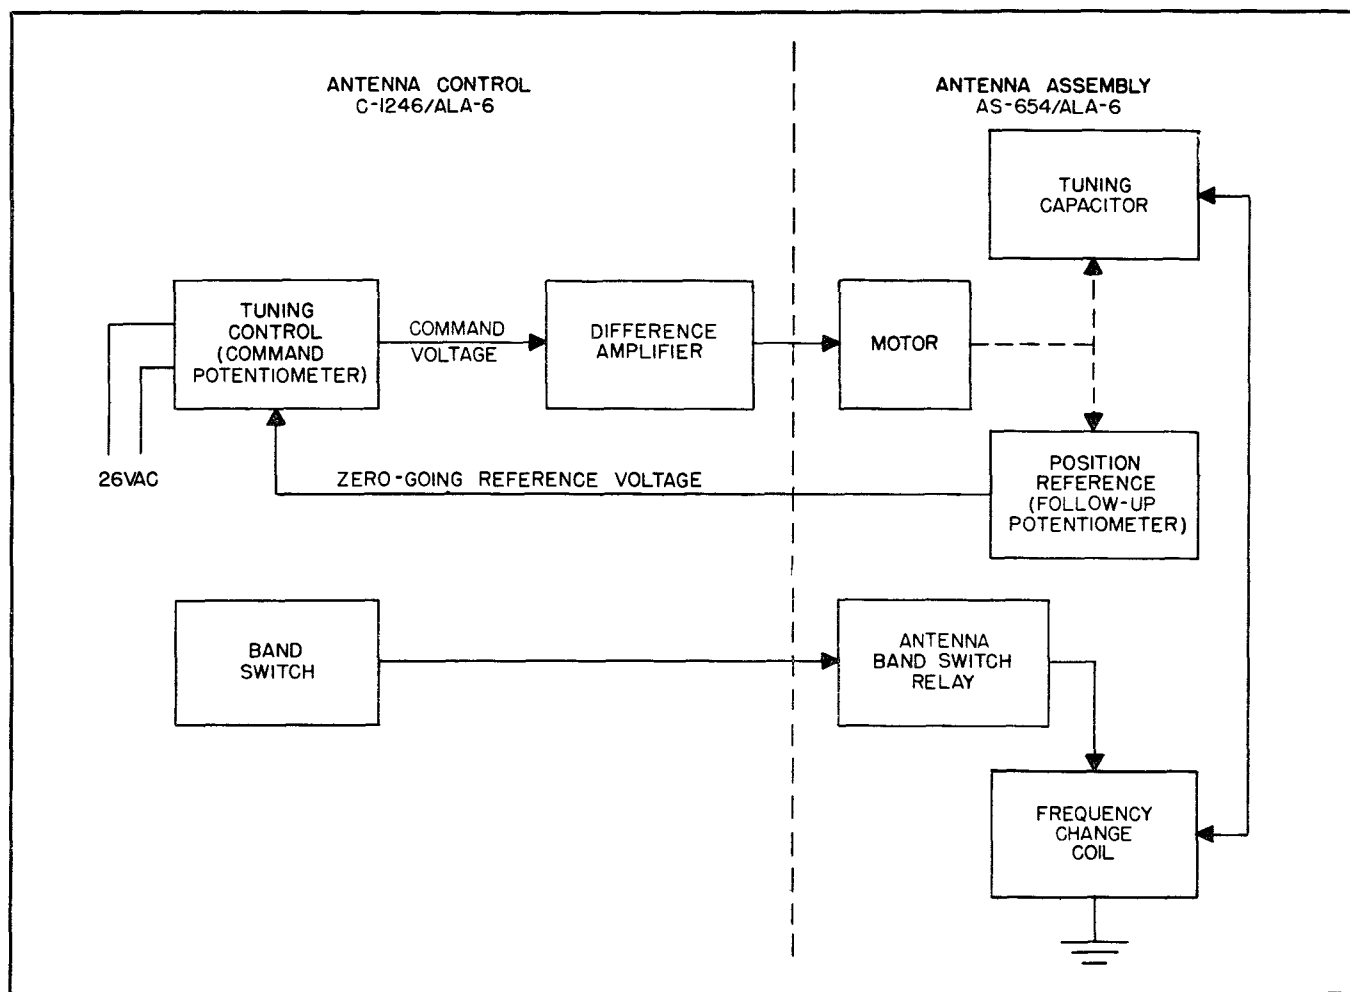 ANTENNA CONTROL
C-1246/ALA-6
ANTENNA ASSEMBLY
AS-654/ALA-6
TUNING
CAPACITOR
TUNING
CONTROL
(COMMAND
POTENTIOMETER)
COMMAND
VOLTAGE
DIFFERENCE
AMPLIFIER
MOTOR
26VAC
ZERO-GOING REFERENCE VOLTAGE
POSITION
REFERENCE
(FOLLOW-UP
POTENTIOMETER)
BAND
SWITCH
ANTENNA
BAND SWITCH
RELAY
FREQUENCY
CHANGE
COIL